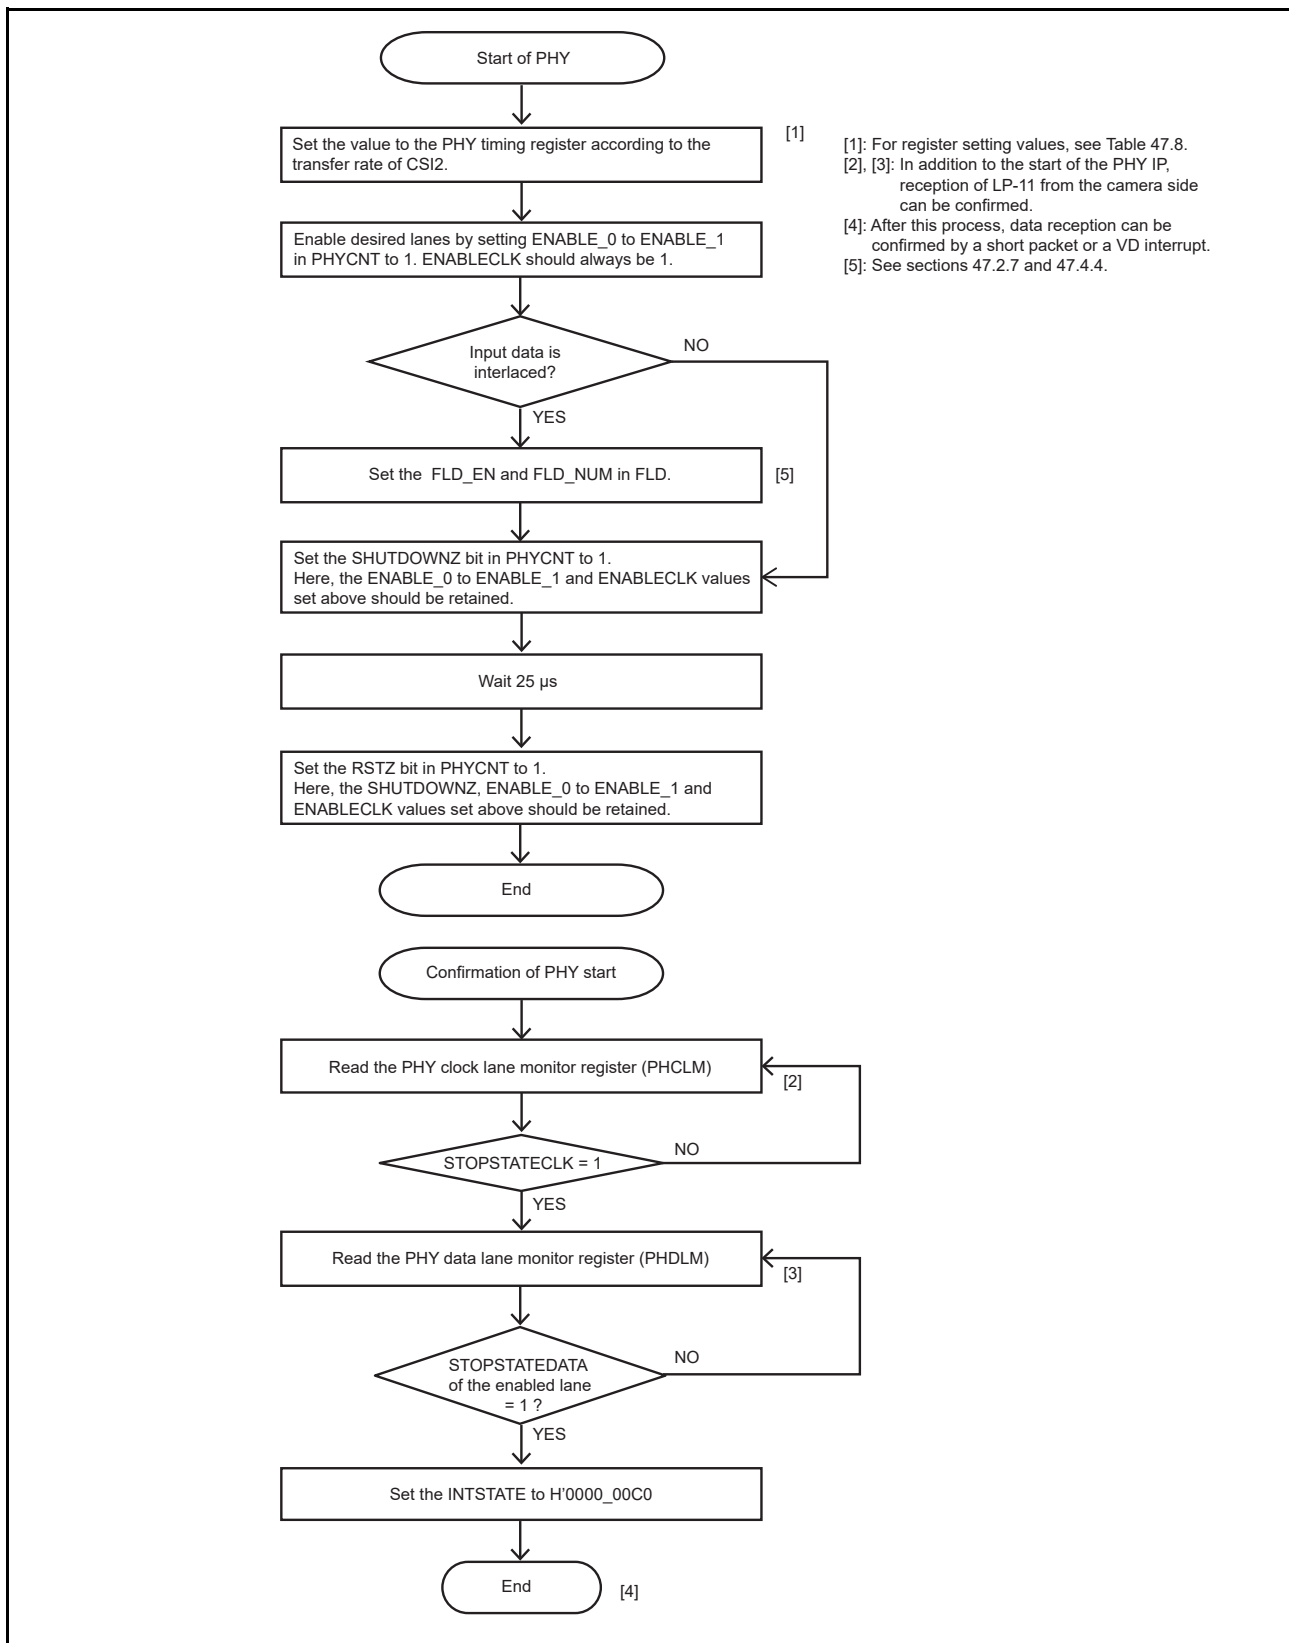 Start of PHY
Set the value to the PHY timing register according to the
transfer rate of CSI2.
[1]
[1]: For register setting values, see Table 47.8.
[2], [3]: In addition to the start of the PHY IP,
reception of LP-11 from the camera side
can be confirmed.
[4]: After this process, data reception can be
confirmed by a short packet or a VD interrupt.
[5]: See sections 47.2.7 and 47.4.4.
Enable desired lanes by setting ENABLE_0 to ENABLE_1
in PHYCNT to 1. ENABLECLK should always be 1.
Input data is
interlaced?
NO
YES
Set the FLD_EN and FLD_NUM in FLD.
[5]
Set the SHUTDOWNZ bit in PHYCNT to 1.
Here, the ENABLE_0 to ENABLE_1 and ENABLECLK values
set above should be retained.
Wait 25 µs
Set the RSTZ bit in PHYCNT to 1.
Here, the SHUTDOWNZ, ENABLE_0 to ENABLE_1 and
ENABLECLK values set above should be retained.
End
Confirmation of PHY start
Read the PHY clock lane monitor register (PHCLM)
[2]
STOPSTATECLK = 1
NO
YES
Read the PHY data lane monitor register (PHDLM)
[3]
STOPSTATEDATA
of the enabled lane
= 1 ?
NO
YES
Set the INTSTATE to H'0000_00C0
End
[4]